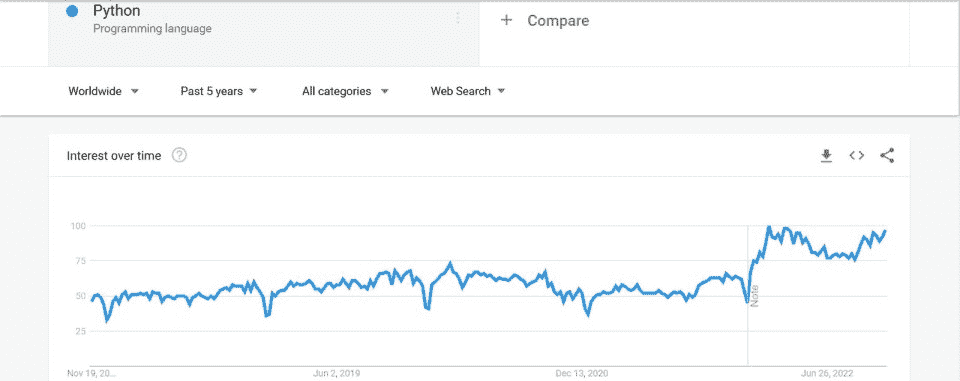 Python
Programming language
+ Compare
Worldwide
Past 5 years
All categories
Web Search
Interest over time ?
100
75
50
25
Note
Nov 19, 20...
Jun 2, 2019
Dec 13, 2020
Jun 26, 2022